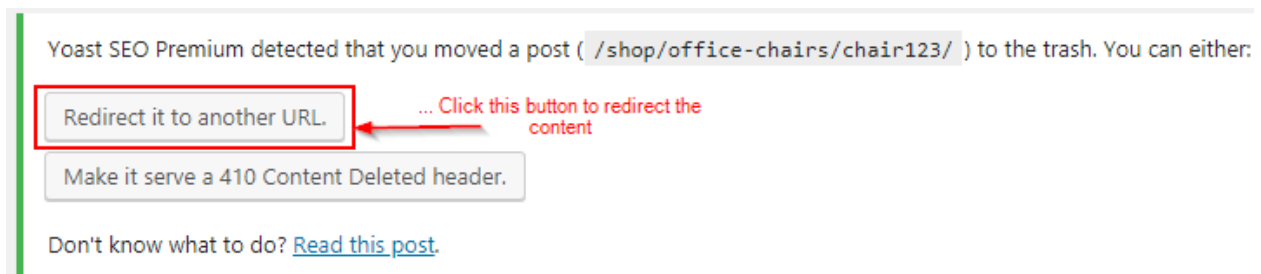 Yoast SEO Premium detected that you moved a post ( /shop/office-chairs/chair123/ ) to the trash. You can either:
Redirect it to another URL.
... Click this button to redirect the
content
Make it serve a 410 Content Deleted header.
Don't know what to do? Read this post.